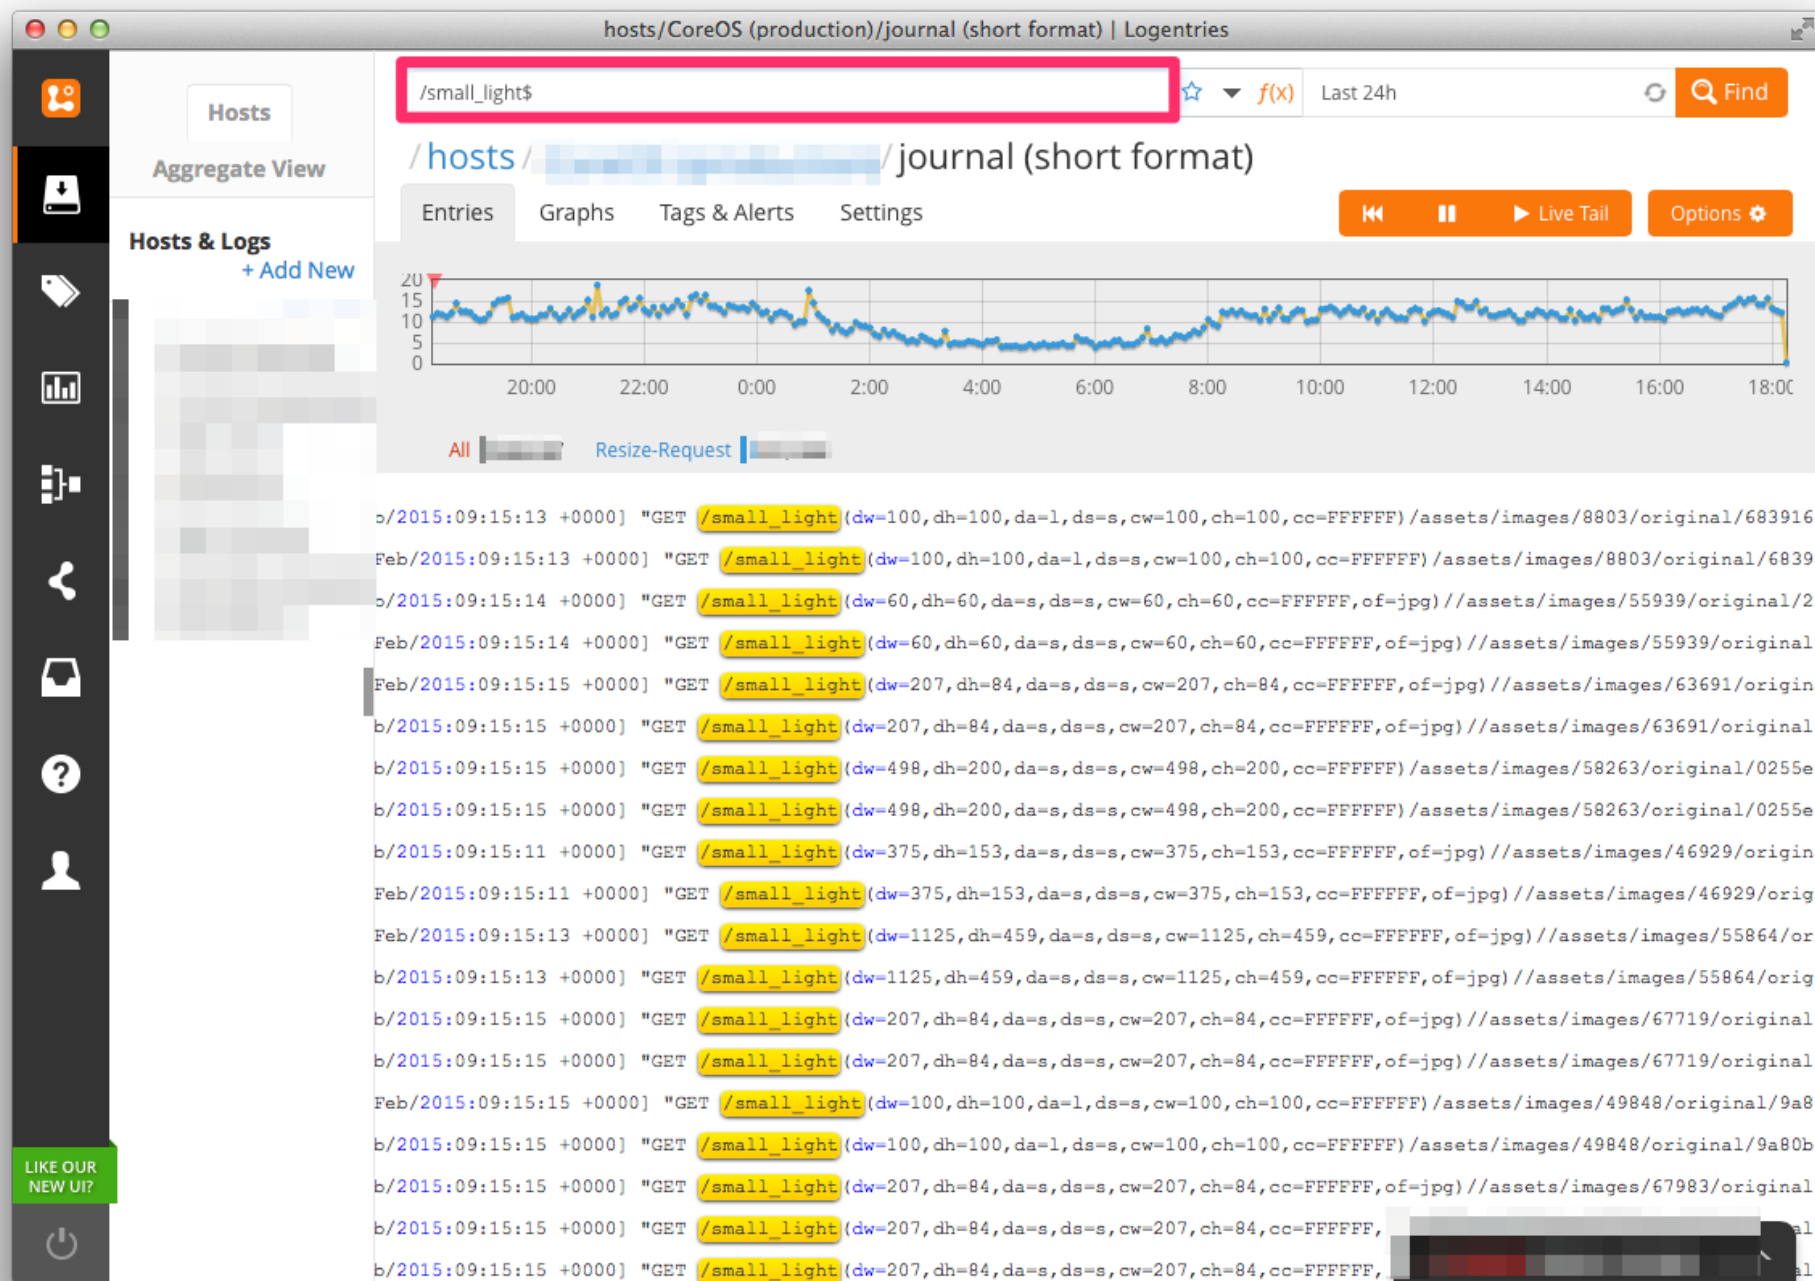 hosts/CoreOS (production)/journal (short format) | Logentries
/small_light$
f(x)
Last 24h
Find
Hosts
Aggregate View
/ hosts / / journal (short format)
Entries
Graphs
Tags & Alerts
Settings
Live Tail
Options
Hosts & Logs
+ Add New
20
15
10
5
0
20:00 22:00 0:00 2:00 4:00 6:00 8:00 10:00 12:00 14:00 16:00 18:00
All
Resize-Request
/2015:09:15:13 +0000] "GET /small_light(dw=100,dh=100,da=l,ds=s,cw=100,ch=100,cc=FFFFFF)/assets/images/8803/original/683916
Feb/2015:09:15:13 +0000] "GET /small_light(dw=100,dh=100,da=l,ds=s,cw=100,ch=100,cc=FFFFFF)/assets/images/8803/original/6839
/2015:09:15:14 +0000] "GET /small_light(dw=60,dh=60,da=s,ds=s,cw=60,ch=60,cc=FFFFFF,of=jpg)//assets/images/55939/original/2
Feb/2015:09:15:14 +0000] "GET /small_light(dw=60,dh=60,da=s,ds=s,cw=60,ch=60,cc=FFFFFF,of=jpg)//assets/images/55939/original
Feb/2015:09:15:15 +0000] "GET /small_light(dw=207,dh=84,da=s,ds=s,cw=207,ch=84,cc=FFFFFF,of=jpg)//assets/images/63691/origin
b/2015:09:15:15 +0000] "GET /small_light(dw=207,dh=84,da=s,ds=s,cw=207,ch=84,cc=FFFFFF,of=jpg)//assets/images/63691/original
b/2015:09:15:15 +0000] "GET /small_light(dw=498,dh=200,da=s,ds=s,cw=498,ch=200,cc=FFFFFF)/assets/images/58263/original/0255e
b/2015:09:15:15 +0000] "GET /small_light(dw=498,dh=200,da=s,ds=s,cw=498,ch=200,cc=FFFFFF)/assets/images/58263/original/0255e
b/2015:09:15:11 +0000] "GET /small_light(dw=375,dh=153,da=s,ds=s,cw=375,ch=153,cc=FFFFFF,of=jpg)//assets/images/46929/origin
Feb/2015:09:15:11 +0000] "GET /small_light(dw=375,dh=153,da=s,ds=s,cw=375,ch=153,cc=FFFFFF,of=jpg)//assets/images/46929/orig
Feb/2015:09:15:13 +0000] "GET /small_light(dw=1125,dh=459,da=s,ds=s,cw=1125,ch=459,cc=FFFFFF,of=jpg)//assets/images/55864/or
b/2015:09:15:13 +0000] "GET /small_light(dw=1125,dh=459,da=s,ds=s,cw=1125,ch=459,cc=FFFFFF,of=jpg)//assets/images/55864/orig
b/2015:09:15:15 +0000] "GET /small_light(dw=207,dh=84,da=s,ds=s,cw=207,ch=84,cc=FFFFFF,of=jpg)//assets/images/67719/original
b/2015:09:15:15 +0000] "GET /small_light(dw=207,dh=84,da=s,ds=s,cw=207,ch=84,cc=FFFFFF,of=jpg)//assets/images/67719/original
Feb/2015:09:15:15 +0000] "GET /small_light(dw=100,dh=100,da=l,ds=s,cw=100,ch=100,cc=FFFFFF)/assets/images/49848/original/9a8
b/2015:09:15:15 +0000] "GET /small_light(dw=100,dh=100,da=l,ds=s,cw=100,ch=100,cc=FFFFFF)/assets/images/49848/original/9a80b
b/2015:09:15:15 +0000] "GET /small_light(dw=207,dh=84,da=s,ds=s,cw=207,ch=84,cc=FFFFFF,of=jpg)//assets/images/67983/original
b/2015:09:15:15 +0000] "GET /small_light(dw=207,dh=84,da=s,ds=s,cw=207,ch=84,cc=FFFFFF, al
b/2015:09:15:15 +0000] "GET /small_light(dw=207,dh=84,da=s,ds=s,cw=207,ch=84,cc=FFFFFF, al
LIKE OUR
NEW UI?